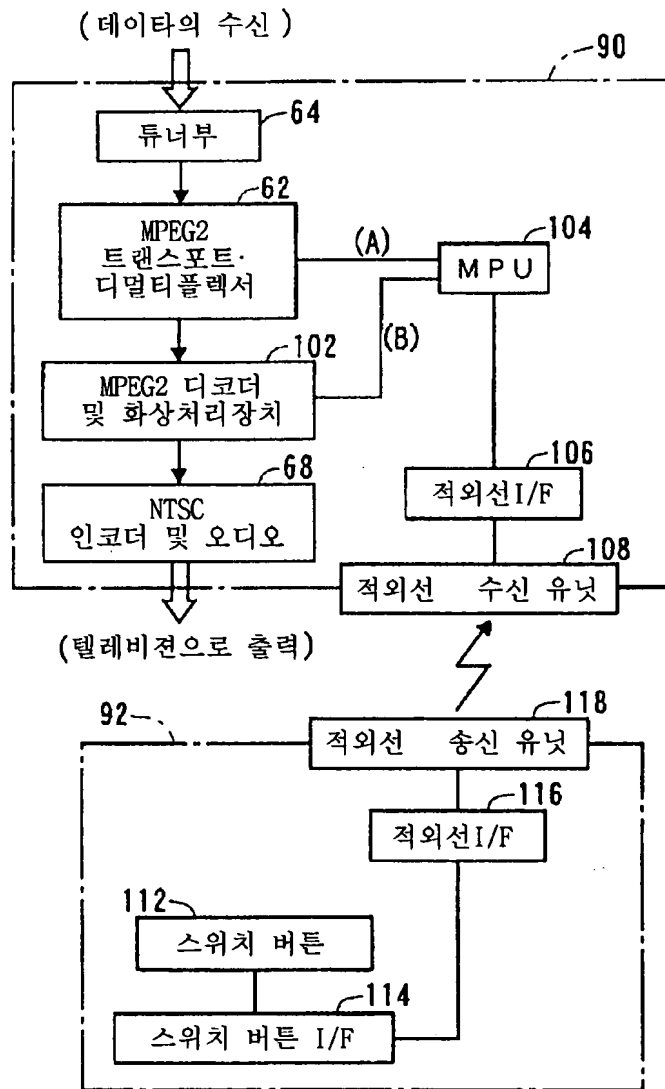 (데이타의 수신)
90
64
튜너부
62
MPEG2
트랜스포트·
디멀티플렉서
(A)
104
MPU
(B)
102
MPEG2 디코더
및 화상처리장치
106
적외선I/F
68
NTSC
인코더 및 오디오
108
적외선 수신 유닛
(텔레비젼으로 출력)
92
118
적외선 송신 유닛
116
적외선I/F
112
스위치 버튼
114
스위치 버튼 I/F